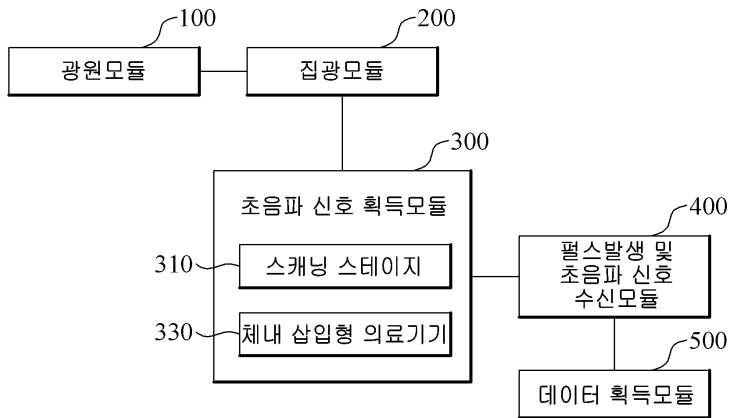 100
200
광원모듈
집광모듈
300
초음파 신호 획득모듈
310
스캐닝 스테이지
330
체내 삽입형 의료기기
400
펄스발생 및
초음파 신호
수신모듈
500
데이터 획득모듈